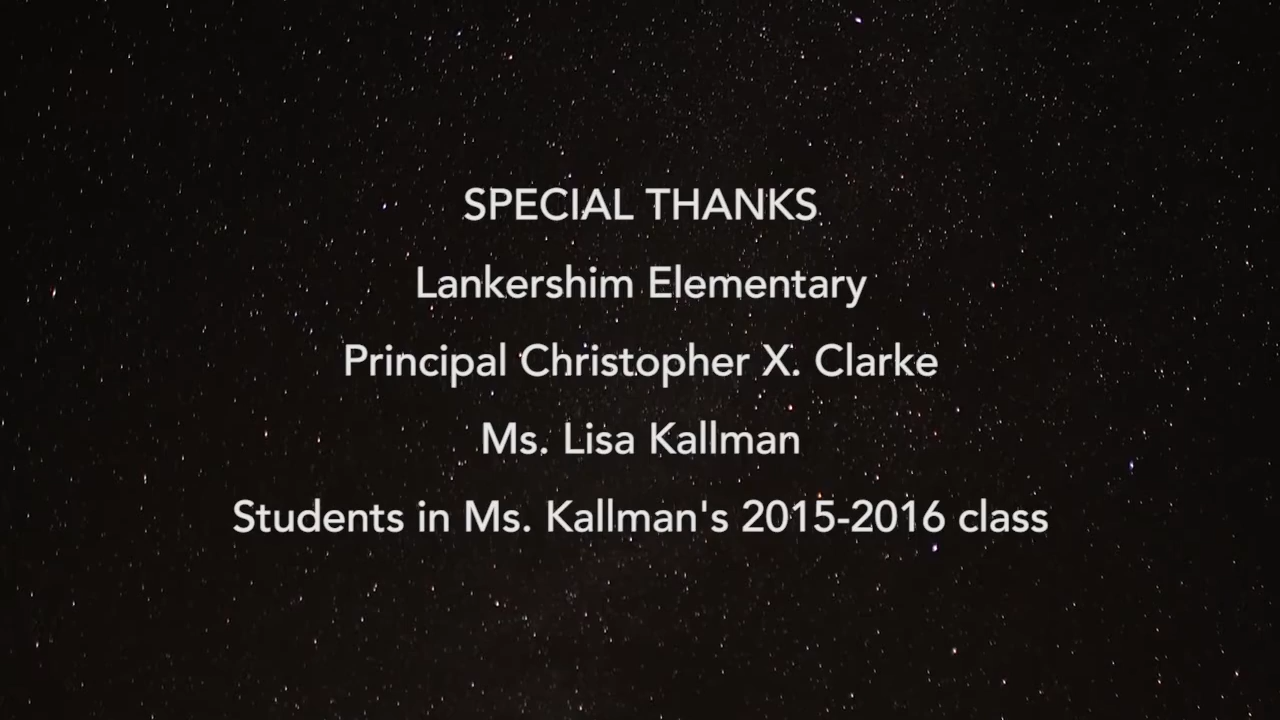 SPECIAL THANKS
Lankershim Elementary
Principal Christopher X. Clarke
Ms. Lisa Kallman
Students in Ms. Kallman's 2015-2016 class